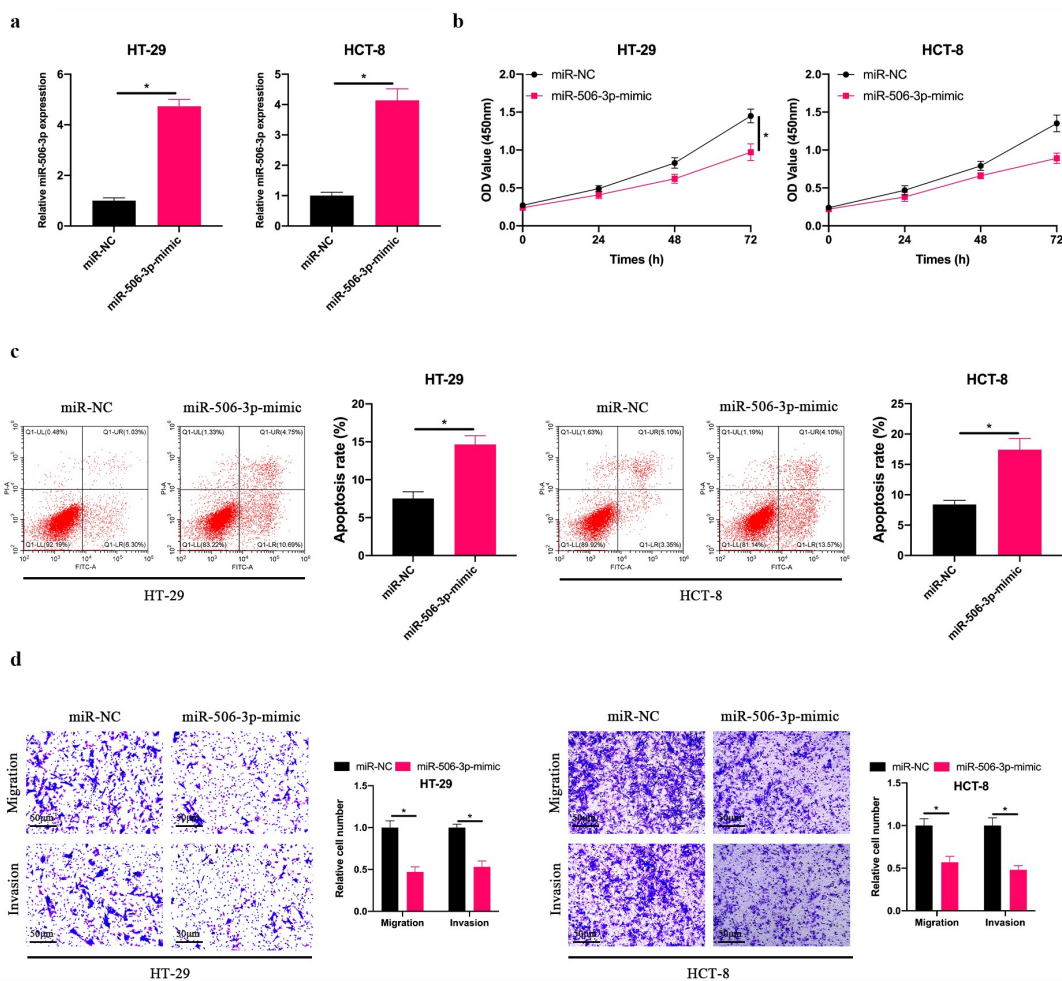 a
HT-29
Relative miR-506-3p expresstion
6
4
2
0
*
miR-NC
miR-506-3p-mimic
HCT-8
Relative miR-506-3p expresstion
5
4
3
2
1
0
*
miR-NC
miR-506-3p-mimic
b
HT-29
miR-NC
miR-506-3p-mimic
OD Value (450nm)
2.0
1.5
1.0
0.5
0.0
*
0 24 48 72
Times (h)
HCT-8
miR-NC
miR-506-3p-mimic
OD Value (450nm)
2.0
1.5
1.0
0.5
0.0
0 24 48 72
Times (h)
c
miR-NC
Q1-UL(0.48%) Q1-UR(1.03%)
Q1-LL(92.19%) Q1-LR(6.30%)
PI-A
FITC-A
miR-506-3p-mimic
Q1-UL(1.33%) Q1-UR(4.75%)
Q1-LL(83.22%) Q1-LR(10.69%)
PI-A
FITC-A
HT-29
HT-29
Apoptosis rate (%)
20
15
10
5
0
*
miR-NC
miR-506-3p-mimic
miR-NC
Q1-UL(1.63%) Q1-UR(5.10%)
Q1-LL(89.92%) Q1-LR(3.35%)
PI-A
FITC-A
miR-506-3p-mimic
Q1-UL(1.19%) Q1-UR(4.10%)
Q1-LL(81.14%) Q1-LR(13.57%)
PI-A
FITC-A
HCT-8
HCT-8
Apoptosis rate (%)
25
20
15
10
5
0
*
miR-NC
miR-506-3p-mimic
d
miR-NC miR-506-3p-mimic
Migration
50μm 50μm
Invasion
50μm 50μm
HT-29
miR-NC miR-506-3p-mimic
HT-29
Relative cell number
1.5
1.0
0.5
0.0
* *
Migration Invasion
miR-NC miR-506-3p-mimic
Migration
50μm 50μm
Invasion
50μm 50μm
HCT-8
miR-NC miR-506-3p-mimic
HCT-8
Relative cell number
1.5
1.0
0.5
0.0
* *
Migration Invasion